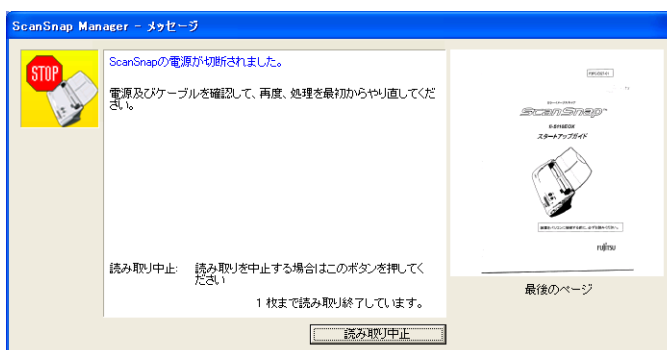 ScanSnap Manager - メッセージ
STOP
ScanSnapの電源が切断されました。
電源及びケーブルを確認して、再度、処理を最初からやり直してくだ
さい。
読み取り中止: 読み取りを中止する場合はこのボタンを押してく
ださい
1 枚まで読み取り終了しています。
読み取り中止
ScanSnap
スタートアップガイド
FUJITSU
最後のページ